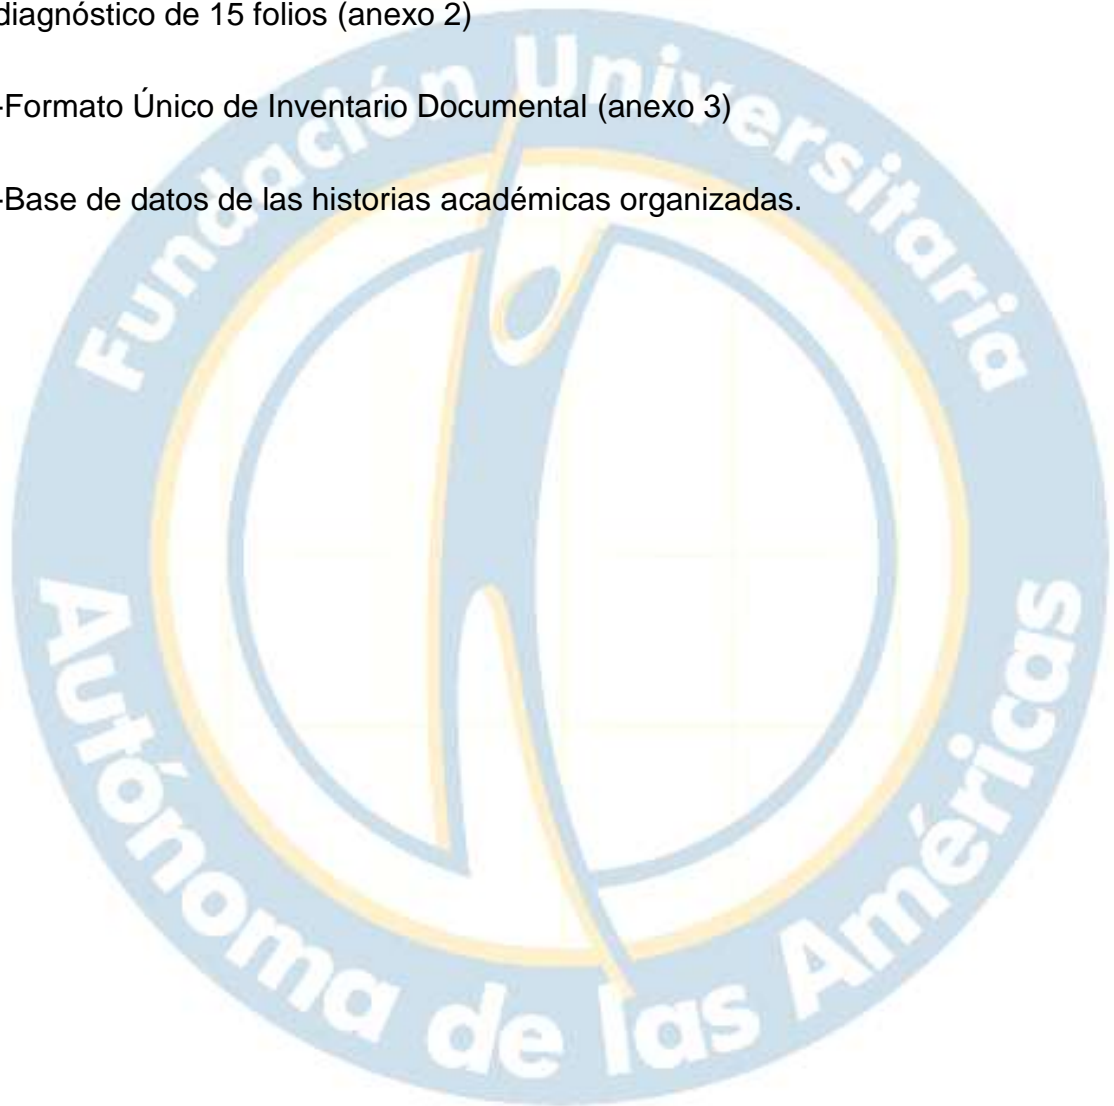 diagnóstico de 15 folios (anexo 2)
-Formato Único de Inventario Documental (anexo 3)
-Base de datos de las historias académicas organizadas.
Fundación Universitaria
Autónoma de las Américas